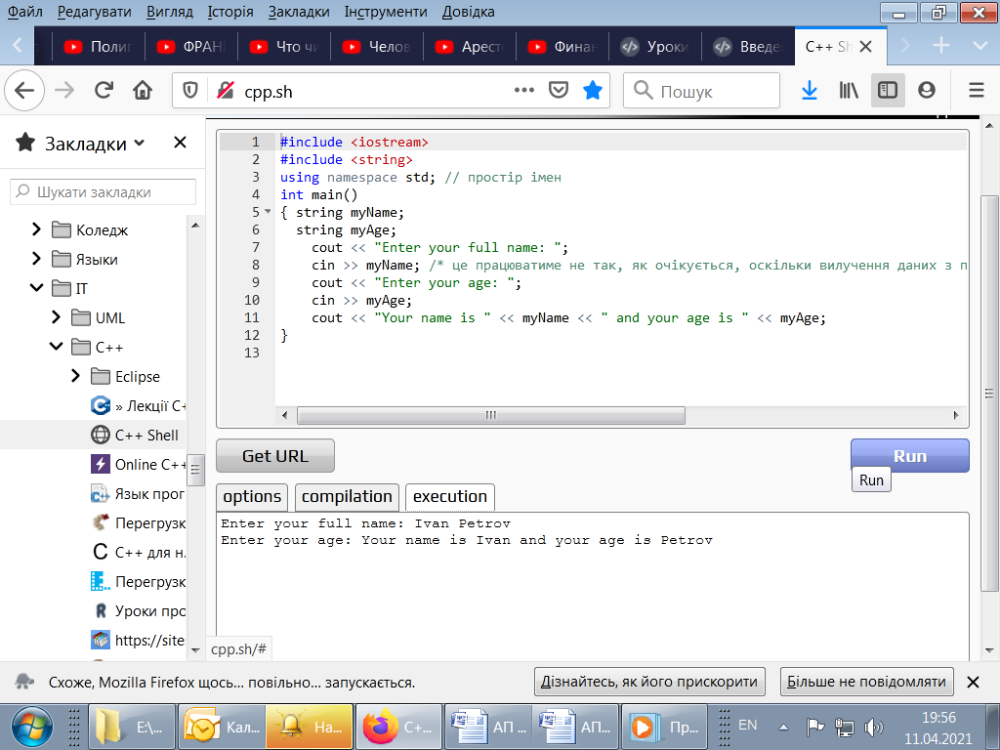 Файл Редагувати Вигляд Історія Закладки Інструменти Довідка
Полі ФРАН Что чи Челов Арест Финан Уроки Введе C++ Sh
cpp.sh Пошук
Закладки
Шукати закладки
Коледж
Языки
IT
UML
C++
Eclipse
» Лекції C+
C++ Shell
Online C++
Язык прог
Перегрузк
C++ для н.
Перегрузк
Уроки про
https://site
1 #include <iostream>
2 #include <string>
3 using namespace std; // простір імен
4 int main()
5 { string myName;
6 string myAge;
7 cout << "Enter your full name: ";
8 cin >> myName; /* це працюватиме не так, як очікується, оскільки вилучення даних з п
9 cout << "Enter your age: ";
10 cin >> myAge;
11 cout << "Your name is " << myName << " and your age is " << myAge;
12 }
13
Get URL Run
Run
options compilation execution
Enter your full name: Ivan Petrov
Enter your age: Your name is Ivan and your age is Petrov
cpp.sh/#
Схоже, Mozilla Firefox щось... повільно... запускається. Дізнайтесь, як його прискорити Більше не повідомляти
E:\... Кал... На... C+... АП ... АП... Пр... EN 19:56
11.04.2021